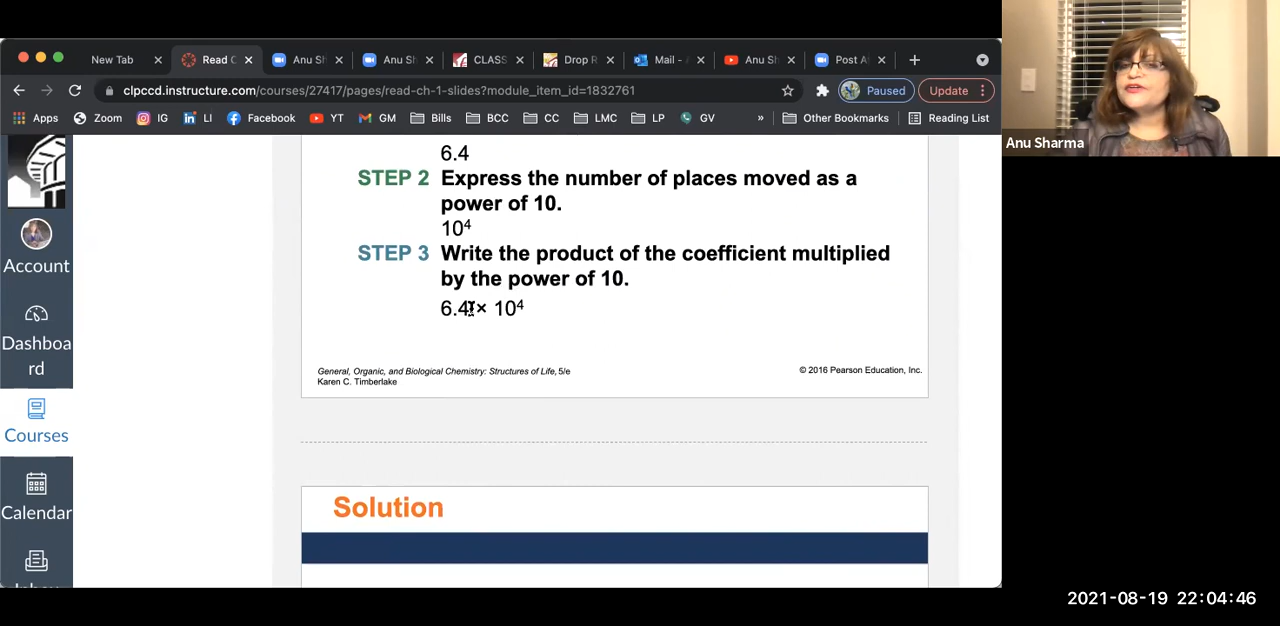 New Tab
Read C
Anu Sh
Anu Sh
CLASS
Drop R
Mail -
Anu Sh
Post A
clpccd.instructure.com/courses/27417/pages/read-ch-1-slides?module_item_id=1832761
Paused
Update
Apps
Zoom
IG
LI
Facebook
YT
GM
Bills
BCC
CC
LMC
LP
GV
»
Other Bookmarks
Reading List
Anu Sharma
Account
Dashboa
rd
Courses
Calendar
6.4
STEP 2 Express the number of places moved as a
power of 10.
10⁴
STEP 3 Write the product of the coefficient multiplied
by the power of 10.
6.4 × 10⁴
General, Organic, and Biological Chemistry: Structures of Life, 5/e
Karen C. Timberlake
© 2016 Pearson Education, Inc.
Solution
2021-08-19 22:04:46